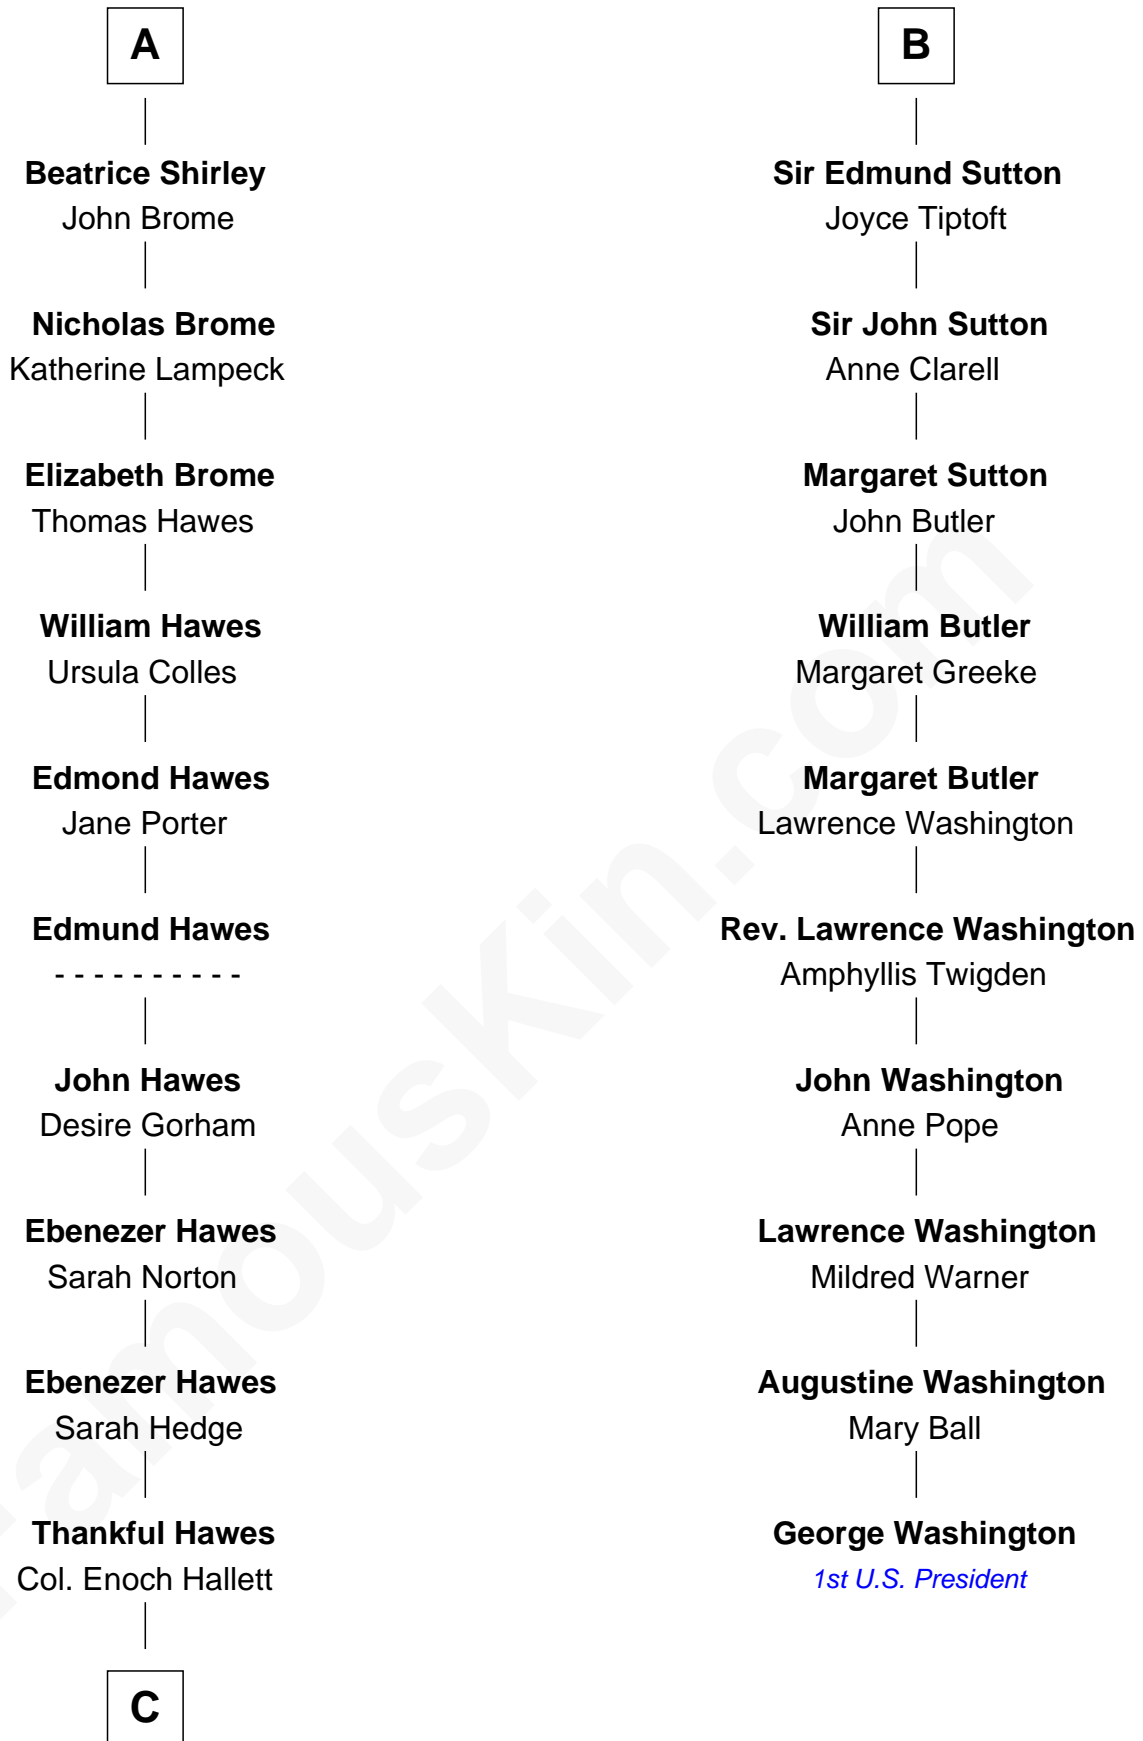 A
Beatrice Shirley
John Brome
Nicholas Brome
Katherine Lampeck
Elizabeth Brome
Thomas Hawes
William Hawes
Ursula Colles
Edmond Hawes
Jane Porter
Edmund Hawes
- - - - - - - - - -
John Hawes
Desire Gorham
Ebenezer Hawes
Sarah Norton
Ebenezer Hawes
Sarah Hedge
Thankful Hawes
Col. Enoch Hallett
C
B
Sir Edmund Sutton
Joyce Tiptoft
Sir John Sutton
Anne Clarell
Margaret Sutton
John Butler
William Butler
Margaret Greeke
Margaret Butler
Lawrence Washington
Rev. Lawrence Washington
Amphyllis Twigden
John Washington
Anne Pope
Lawrence Washington
Mildred Warner
Augustine Washington
Mary Ball
George Washington
1st U.S. President
FamousKin.com